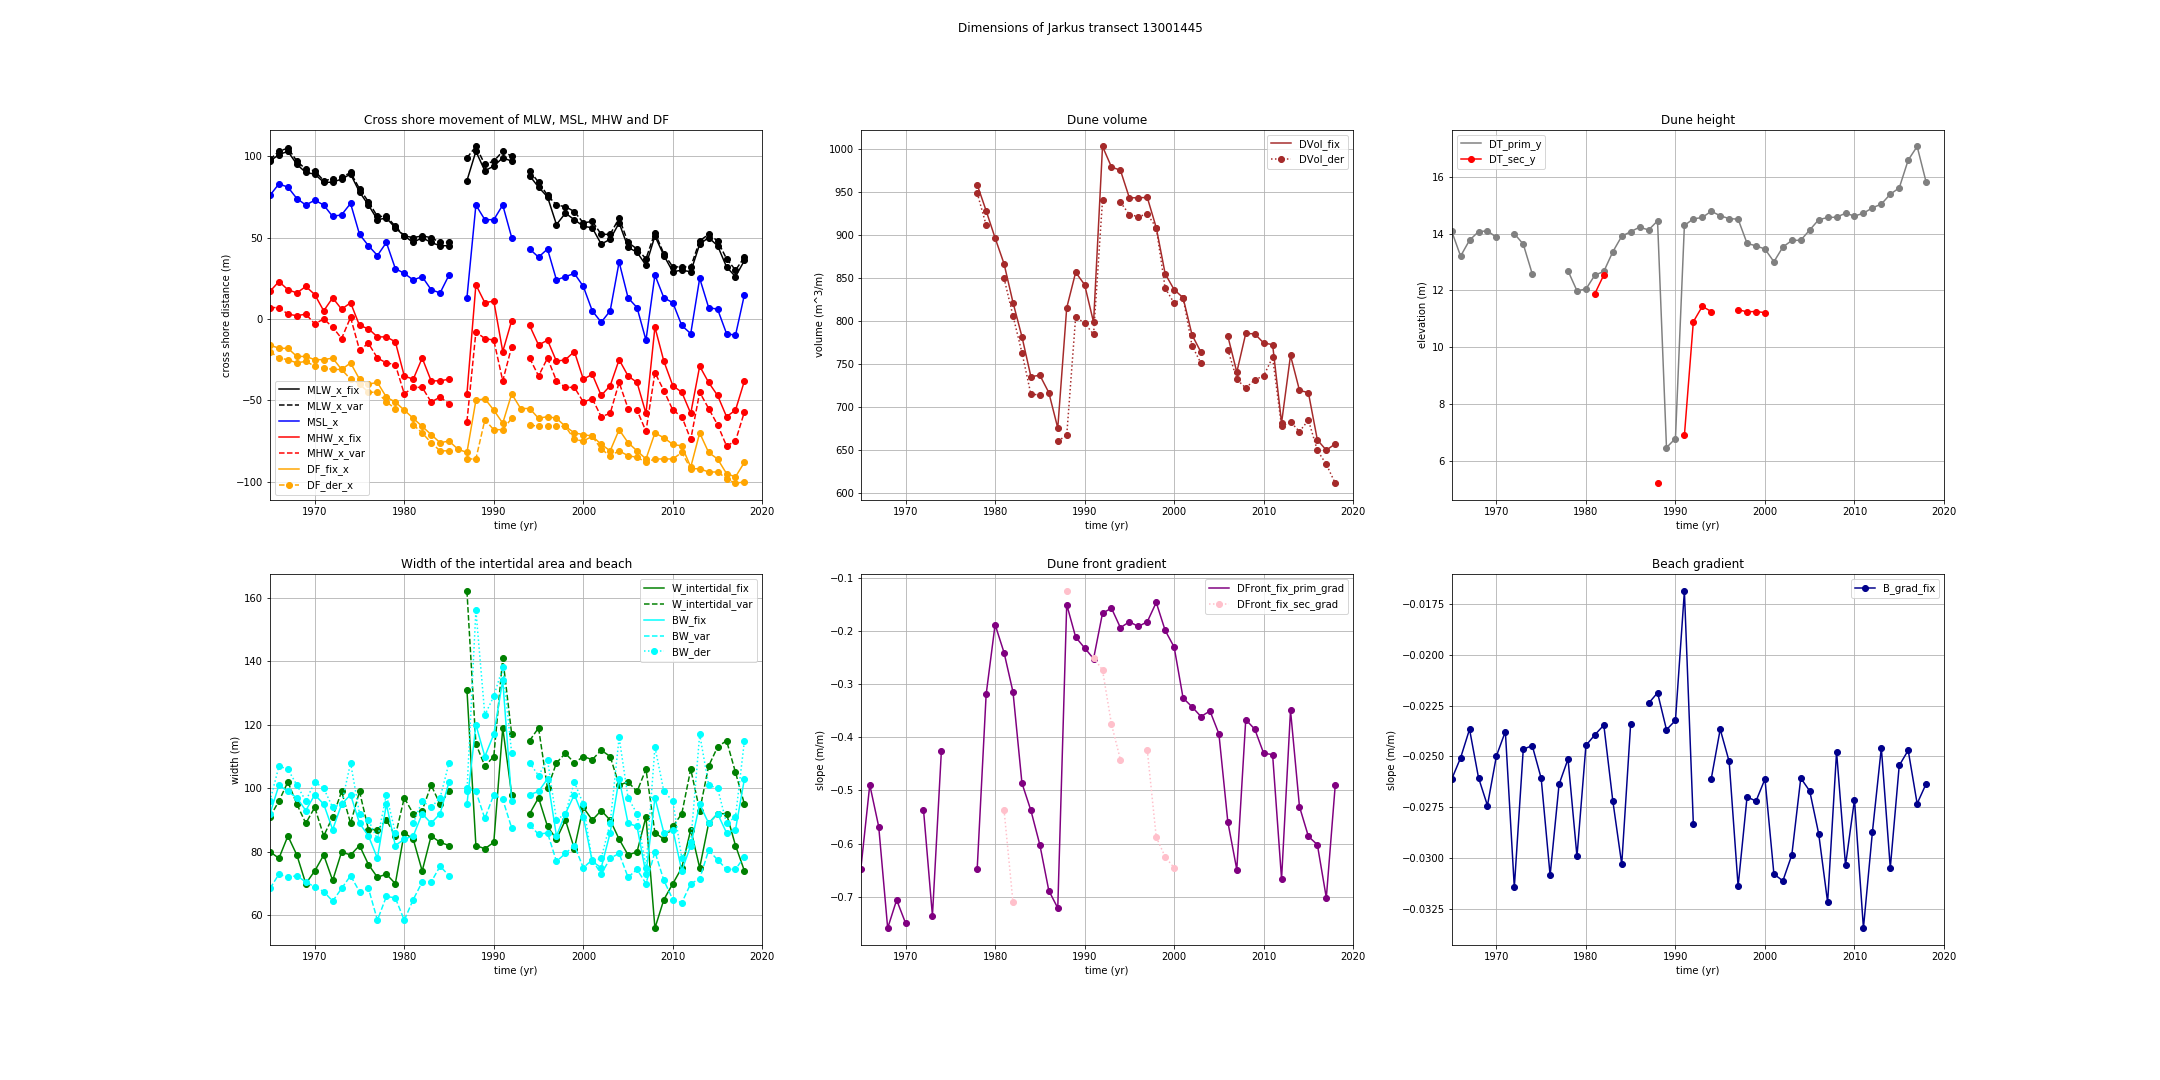 Dimensions of Jarkus transect 13001445
Cross shore movement of MLW, MSL, MHW and DF
cross shore distance (m)
100
50
0
−50
−100
MLW_x_fix
MLW_x_var
MSL_x
MHW_x_fix
MHW_x_var
DF_fix_x
DF_der_x
1970 1980 1990 2000 2010 2020
time (yr)
Dune volume
volume (m^3/m)
1000
950
900
850
800
750
700
650
600
DVol_fix
DVol_der
1970 1980 1990 2000 2010 2020
time (yr)
Dune height
elevation (m)
16
14
12
10
8
6
DT_prim_y
DT_sec_y
1970 1980 1990 2000 2010 2020
time (yr)
Width of the intertidal area and beach
width (m)
160
140
120
100
80
60
W_intertidal_fix
W_intertidal_var
BW_fix
BW_var
BW_der
1970 1980 1990 2000 2010 2020
time (yr)
Dune front gradient
slope (m/m)
−0.1
−0.2
−0.3
−0.4
−0.5
−0.6
−0.7
DFront_fix_prim_grad
DFront_fix_sec_grad
1970 1980 1990 2000 2010 2020
time (yr)
Beach gradient
slope (m/m)
−0.0175
−0.0200
−0.0225
−0.0250
−0.0275
−0.0300
−0.0325
B_grad_fix
1970 1980 1990 2000 2010 2020
time (yr)